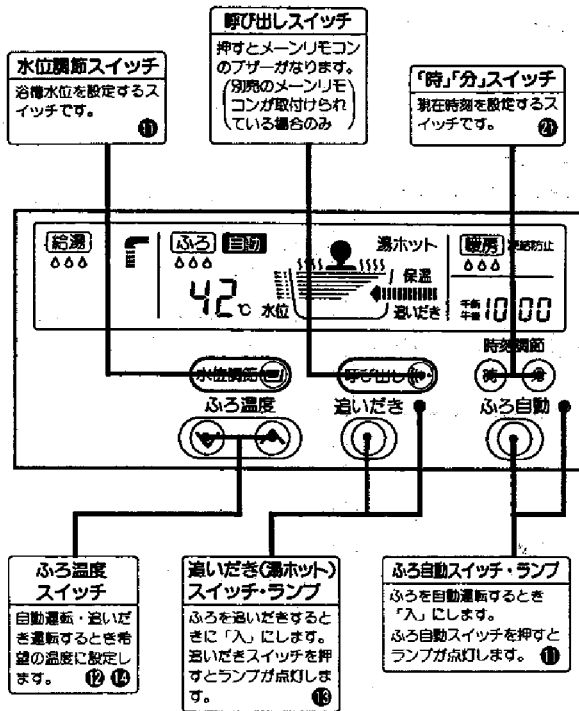 呼び出しスイッチ
押すとメーンリモコン
のブザーがなります。
(別売のメーンリモ
コンが取付けられ
ている場合のみ)
水位調節スイッチ
浴槽水位を設定するス
イッチです。
⑪
「時」「分」スイッチ
現在時刻を設定するス
イッチです。 ㉑
給湯
ふろ 自動
湯ホット
暖房 凍結防止
42℃
水位
保温
追いだき
午前
午後
10:00
時刻調節
水位調節
呼び出し
時 分
ふろ温度
追いだき
ふろ自動
ふろ温度
スイッチ
自動運転・追いだ
き運転するとき希
望の温度に設定し
ます。 ⑫ ⑭
追いだき(湯ホット)
スイッチ・ランプ
ふろを追いだきすると
きに「入」にします。
追いだきスイッチを押
すとランプが点灯しま
す。 ⑬
ふろ自動スイッチ・ランプ
ふろを自動運転するとき
「入」にします。
ふろ自動スイッチを押すと
ランプが点灯します。 ⑪